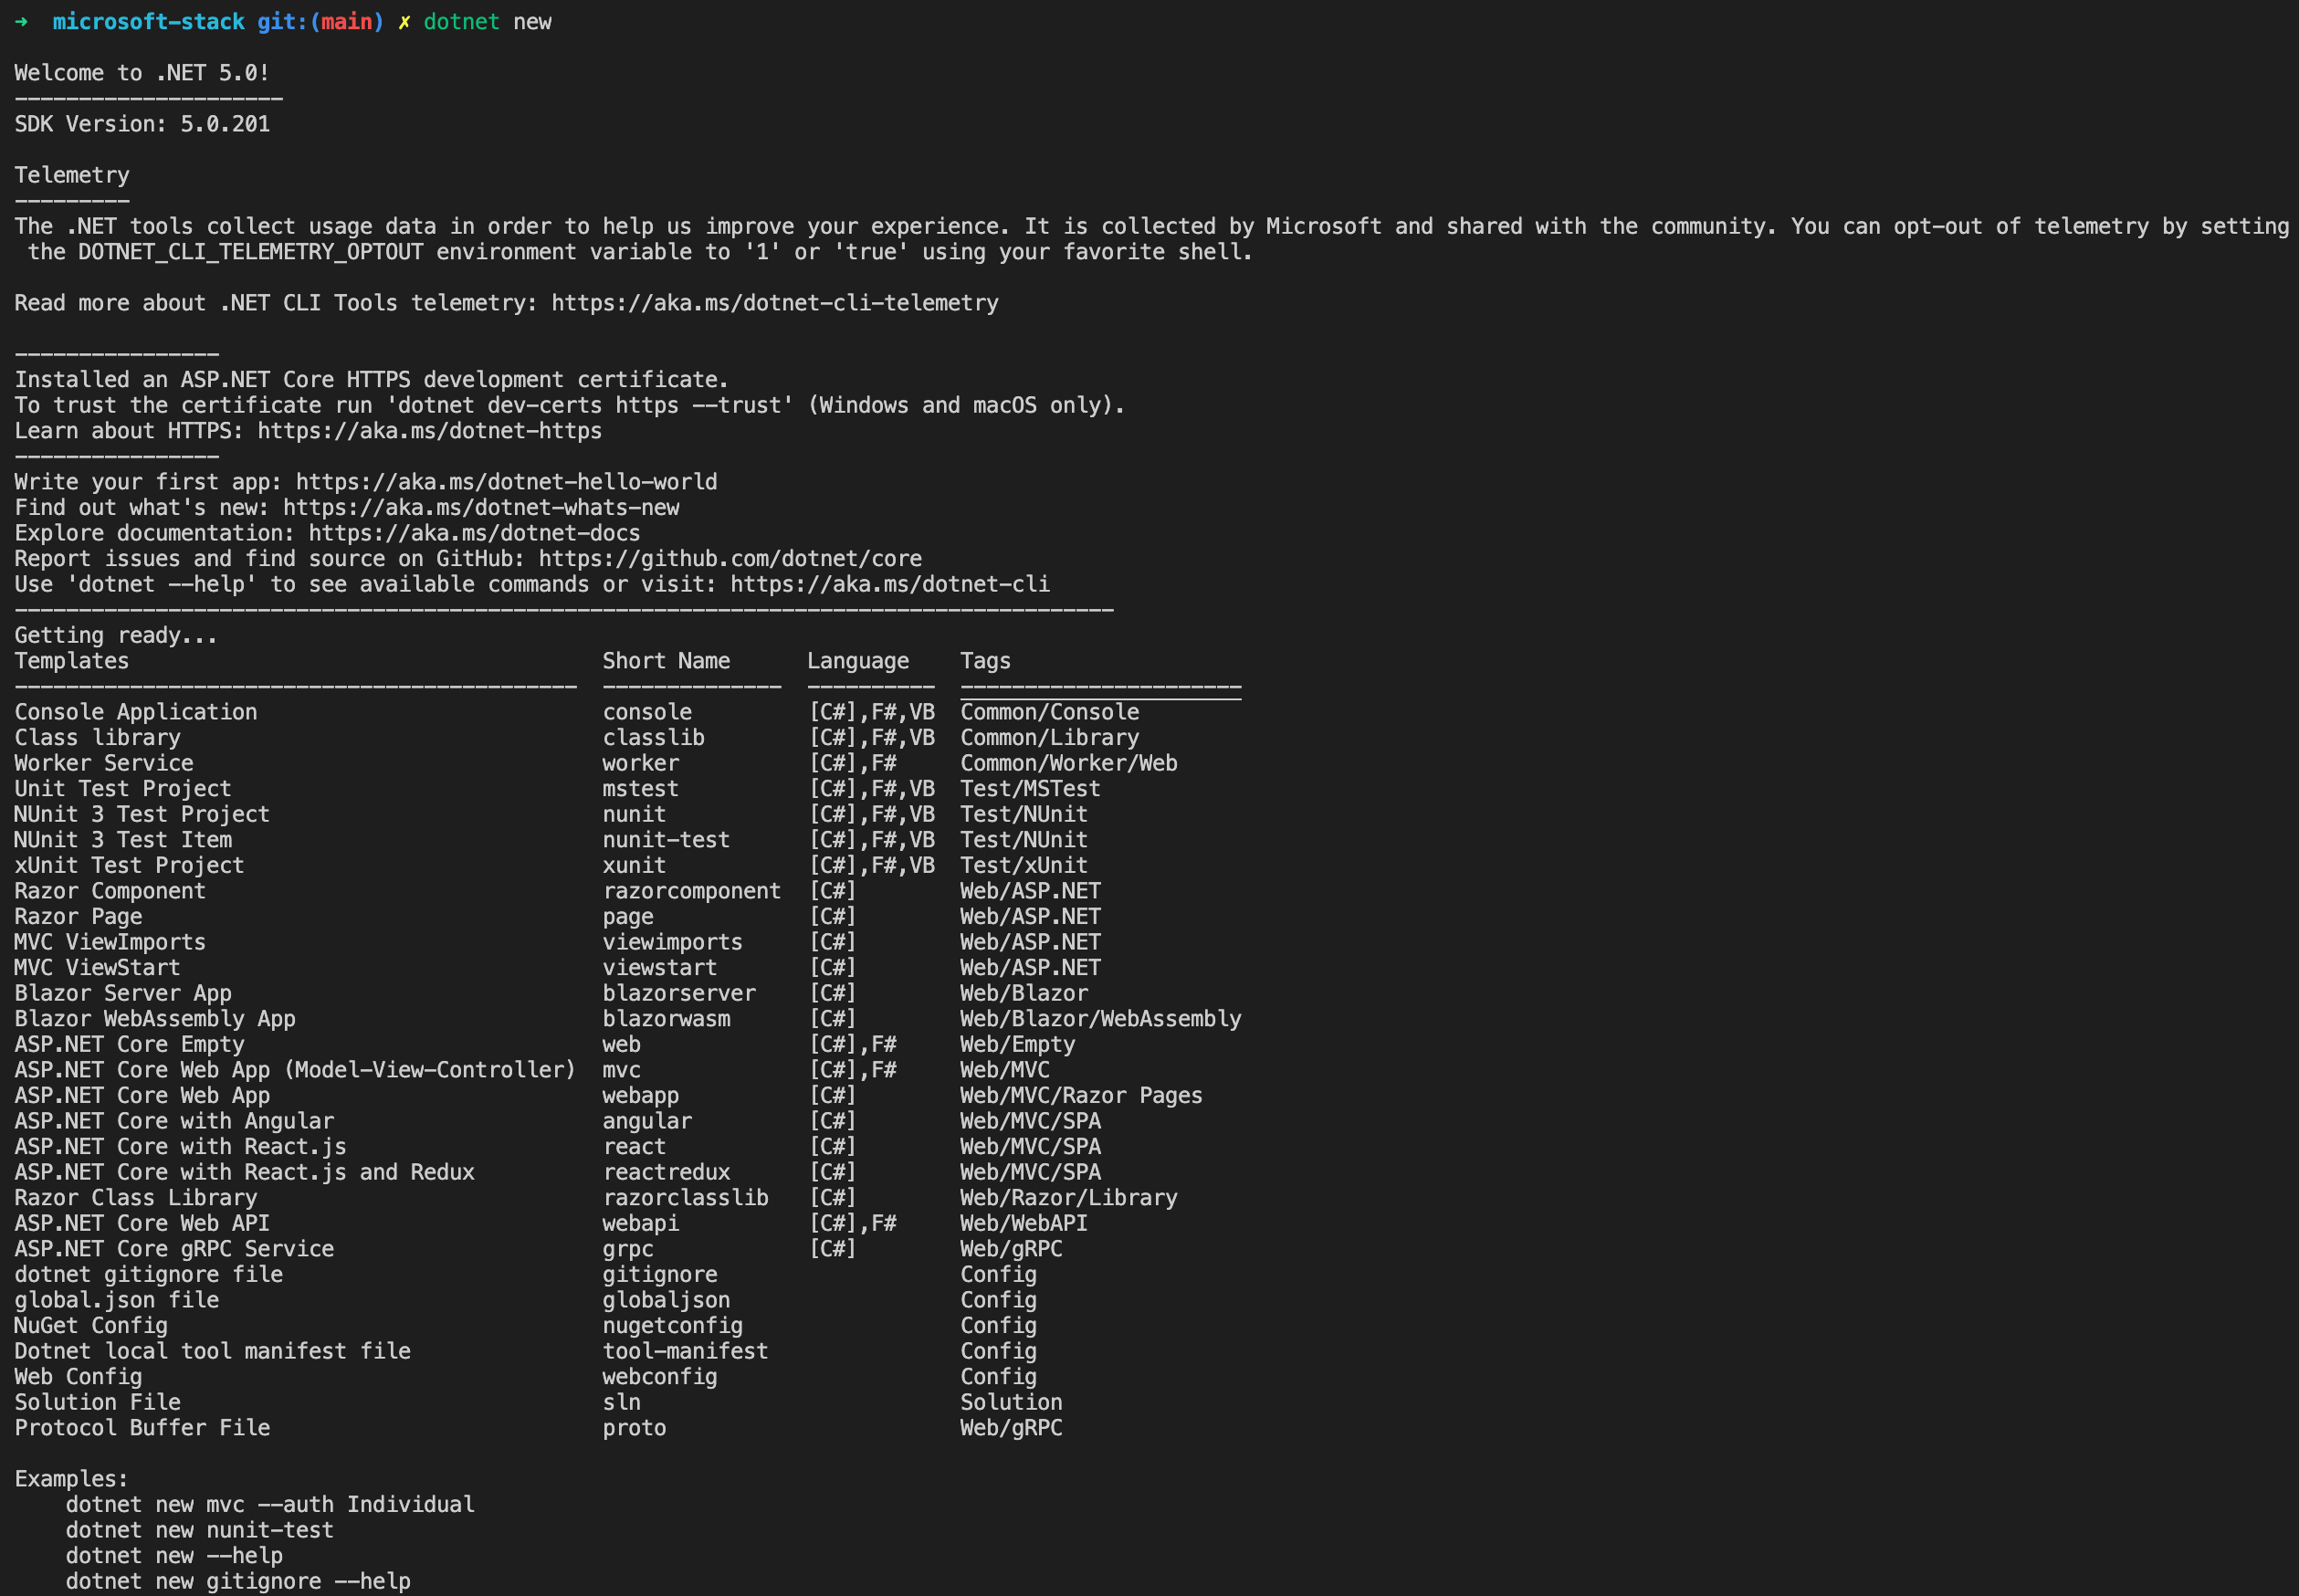 ➜  microsoft-stack git:(main) ✗ dotnet new
Welcome to .NET 5.0!
---------------------
SDK Version: 5.0.201
Telemetry
---------
The .NET tools collect usage data in order to help us improve your experience. It is collected by Microsoft and shared with the community. You can opt-out of telemetry by setting
 the DOTNET_CLI_TELEMETRY_OPTOUT environment variable to '1' or 'true' using your favorite shell.
Read more about .NET CLI Tools telemetry: https://aka.ms/dotnet-cli-telemetry
----------------
Installed an ASP.NET Core HTTPS development certificate.
To trust the certificate run 'dotnet dev-certs https --trust' (Windows and macOS only).
Learn about HTTPS: https://aka.ms/dotnet-https
----------------
Write your first app: https://aka.ms/dotnet-hello-world
Find out what's new: https://aka.ms/dotnet-whats-new
Explore documentation: https://aka.ms/dotnet-docs
Report issues and find source on GitHub: https://github.com/dotnet/core
Use 'dotnet --help' to see available commands or visit: https://aka.ms/dotnet-cli
--------------------------------------------------------------------------------------
Getting ready...
Templates                                     Short Name      Language    Tags
--------------------------------------------  --------------  ----------  ----------------------
Console Application                           console         [C#],F#,VB  Common/Console
Class library                                 classlib        [C#],F#,VB  Common/Library
Worker Service                                worker          [C#],F#     Common/Worker/Web
Unit Test Project                             mstest          [C#],F#,VB  Test/MSTest
NUnit 3 Test Project                          nunit           [C#],F#,VB  Test/NUnit
NUnit 3 Test Item                             nunit-test      [C#],F#,VB  Test/NUnit
xUnit Test Project                            xunit           [C#],F#,VB  Test/xUnit
Razor Component                               razorcomponent  [C#]        Web/ASP.NET
Razor Page                                    page            [C#]        Web/ASP.NET
MVC ViewImports                               viewimports     [C#]        Web/ASP.NET
MVC ViewStart                                 viewstart       [C#]        Web/ASP.NET
Blazor Server App                             blazorserver    [C#]        Web/Blazor
Blazor WebAssembly App                        blazorwasm      [C#]        Web/Blazor/WebAssembly
ASP.NET Core Empty                            web             [C#],F#     Web/Empty
ASP.NET Core Web App (Model-View-Controller)  mvc             [C#],F#     Web/MVC
ASP.NET Core Web App                          webapp          [C#]        Web/MVC/Razor Pages
ASP.NET Core with Angular                     angular         [C#]        Web/MVC/SPA
ASP.NET Core with React.js                    react           [C#]        Web/MVC/SPA
ASP.NET Core with React.js and Redux          reactredux      [C#]        Web/MVC/SPA
Razor Class Library                           razorclasslib   [C#]        Web/Razor/Library
ASP.NET Core Web API                          webapi          [C#],F#     Web/WebAPI
ASP.NET Core gRPC Service                     grpc            [C#]        Web/gRPC
dotnet gitignore file                         gitignore                   Config
global.json file                              globaljson                  Config
NuGet Config                                  nugetconfig                 Config
Dotnet local tool manifest file               tool-manifest               Config
Web Config                                    webconfig                   Config
Solution File                                 sln                         Solution
Protocol Buffer File                          proto                       Web/gRPC
Examples:
    dotnet new mvc --auth Individual
    dotnet new nunit-test
    dotnet new --help
    dotnet new gitignore --help